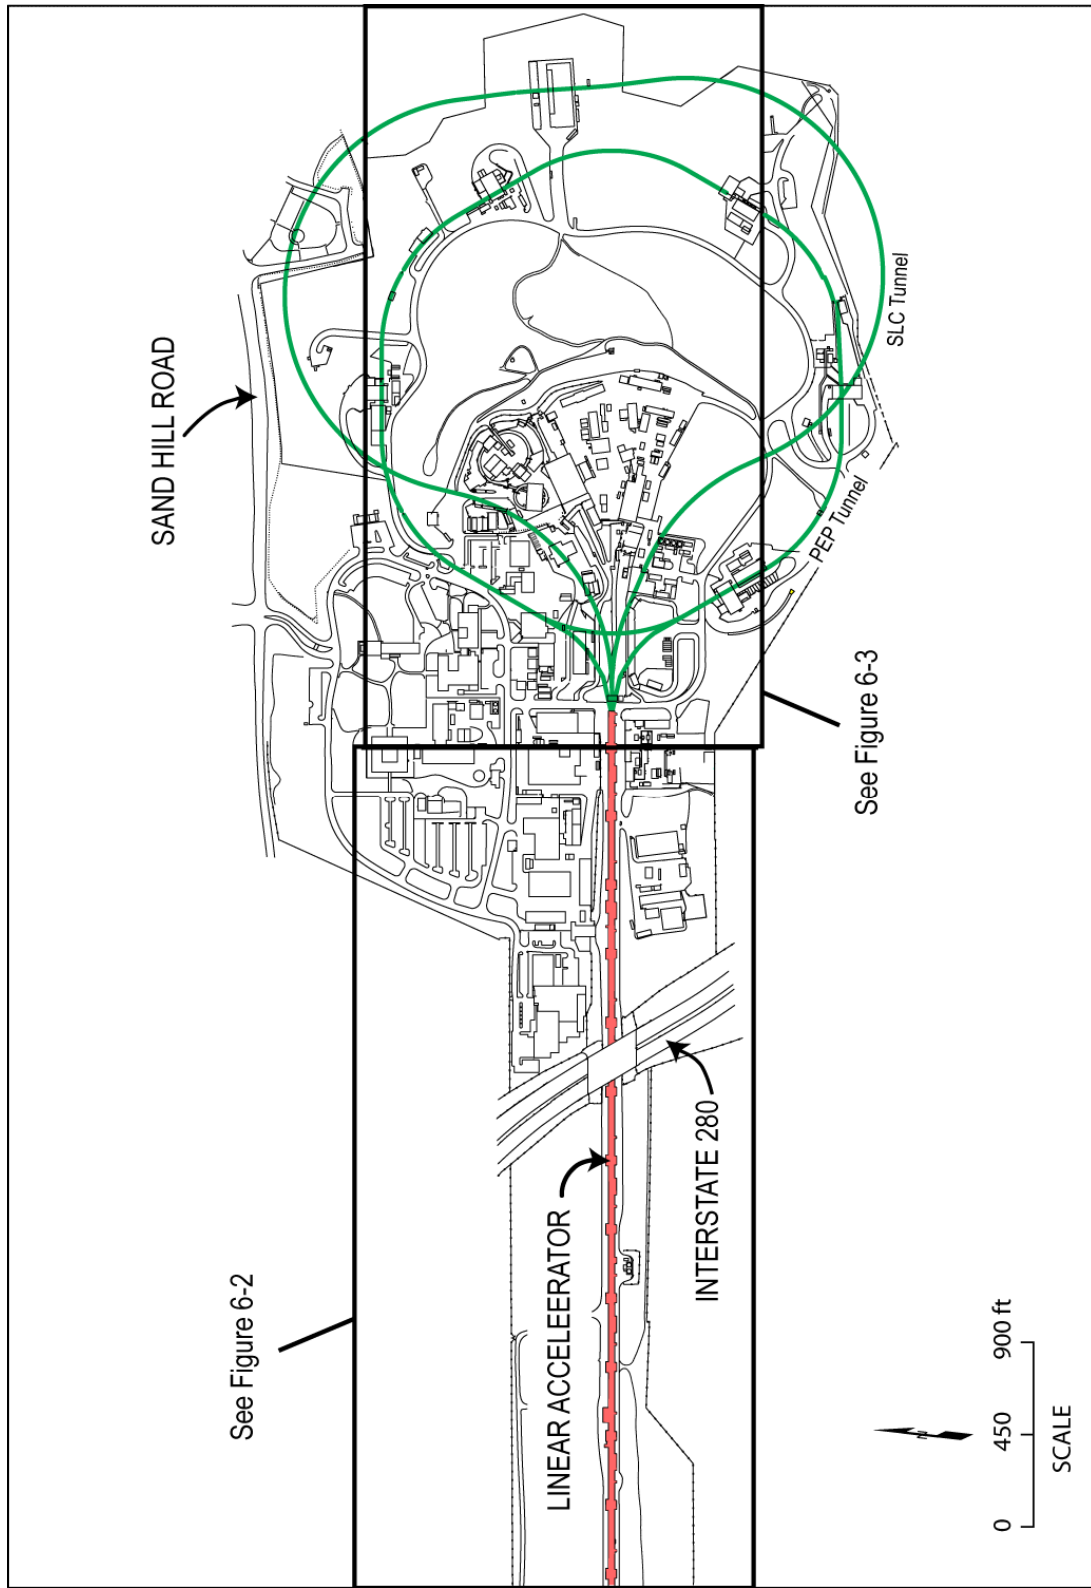 SAND HILL ROAD
SLC Tunnel
PEP Tunnel
See Figure 6-3
See Figure 6-2
LINEAR ACCELEERATOR
INTERSTATE 280
N
0 450 900 ft
SCALE